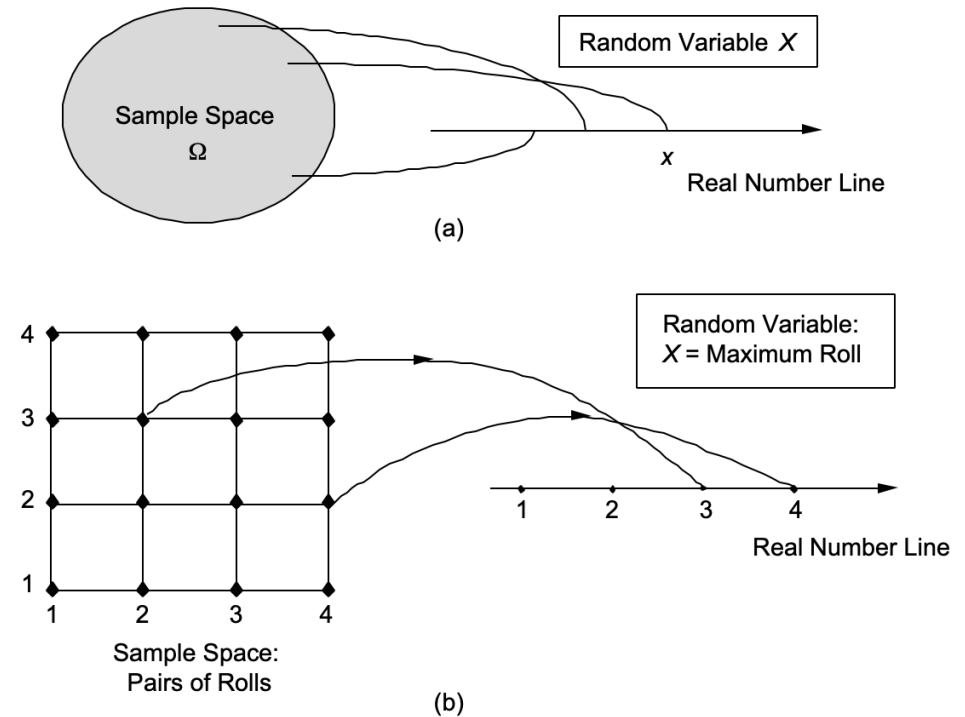 Random Variable X
Sample Space
Ω
x
Real Number Line
(a)
Random Variable:
X = Maximum Roll
4
3
2
1
1 2 3 4
1 2 3 4
Real Number Line
Sample Space:
Pairs of Rolls
(b)